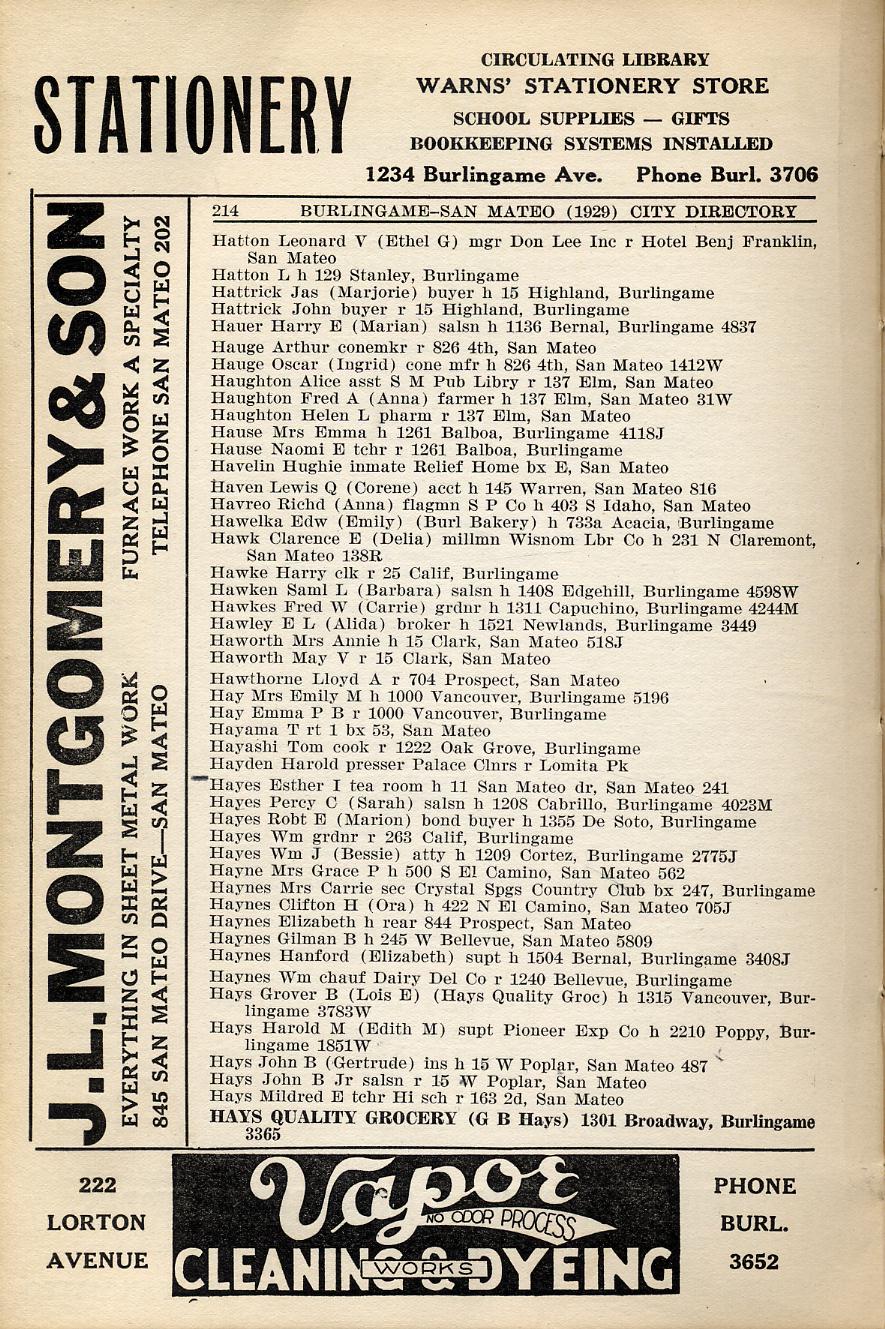 STATIONERY
CIRCULATING LIBRARY
WARNS' STATIONERY STORE
SCHOOL SUPPLIES — GIFTS
BOOKKEEPING SYSTEMS INSTALLED
1234 Burlingame Ave. Phone Burl. 3706
J.L. MONTGOMERY & SON
EVERYTHING IN SHEET METAL WORK FURNACE WORK A SPECIALTY
845 SAN MATEO DRIVE—SAN MATEO TELEPHONE SAN MATEO 202
214 BURLINGAME–SAN MATEO (1929) CITY DIRECTORY
Hatton Leonard V (Ethel G) mgr Don Lee Inc r Hotel Benj Franklin,
San Mateo
Hatton L h 129 Stanley, Burlingame
Hattrick Jas (Marjorie) buyer h 15 Highland, Burlingame
Hattrick John buyer r 15 Highland, Burlingame
Hauer Harry E (Marian) salsn h 1136 Bernal, Burlingame 4837
Hauge Arthur conemkr r 826 4th, San Mateo
Hauge Oscar (Ingrid) cone mfr h 826 4th, San Mateo 1412W
Haughton Alice asst S M Pub Libry r 137 Elm, San Mateo
Haughton Fred A (Anna) farmer h 137 Elm, San Mateo 31W
Haughton Helen L pharm r 137 Elm, San Mateo
Hause Mrs Emma h 1261 Balboa, Burlingame 4118J
Hause Naomi E tchr r 1261 Balboa, Burlingame
Havelin Hughie inmate Relief Home bx E, San Mateo
Haven Lewis Q (Corene) acct h 145 Warren, San Mateo 816
Havreo Richd (Anna) flagmn S P Co h 403 S Idaho, San Mateo
Hawelka Edw (Emily) (Burl Bakery) h 733a Acacia, Burlingame
Hawk Clarence E (Delia) millmn Wisnom Lbr Co h 231 N Claremont,
San Mateo 138R
Hawke Harry clk r 25 Calif, Burlingame
Hawken Saml L (Barbara) salsn h 1408 Edgehill, Burlingame 4598W
Hawkes Fred W (Carrie) grdnr h 1311 Capuchino, Burlingame 4244M
Hawley E L (Alida) broker h 1521 Newlands, Burlingame 3449
Haworth Mrs Annie h 15 Clark, San Mateo 518J
Haworth May V r 15 Clark, San Mateo
Hawthorne Lloyd A r 704 Prospect, San Mateo
Hay Mrs Emily M h 1000 Vancouver, Burlingame 5196
Hay Emma P B r 1000 Vancouver, Burlingame
Hayama T rt 1 bx 53, San Mateo
Hayashi Tom cook r 1222 Oak Grove, Burlingame
Hayden Harold presser Palace Clnrs r Lomita Pk
Hayes Esther I tea room h 11 San Mateo dr, San Mateo 241
Hayes Percy C (Sarah) salsn h 1208 Cabrillo, Burlingame 4023M
Hayes Robt E (Marion) bond buyer h 1355 De Soto, Burlingame
Hayes Wm grdnr r 263 Calif, Burlingame
Hayes Wm J (Bessie) atty h 1209 Cortez, Burlingame 2775J
Hayne Mrs Grace P h 500 S El Camino, San Mateo 562
Haynes Mrs Carrie sec Crystal Spgs Country Club bx 247, Burlingame
Haynes Clifton H (Ora) h 422 N El Camino, San Mateo 705J
Haynes Elizabeth h rear 844 Prospect, San Mateo
Haynes Gilman B h 245 W Bellevue, San Mateo 5809
Haynes Hanford (Elizabeth) supt h 1504 Bernal, Burlingame 3408J
Haynes Wm chauf Dairy Del Co r 1240 Bellevue, Burlingame
Hays Grover B (Lois E) (Hays Quality Groc) h 1315 Vancouver, Bur-
lingame 3783W
Hays Harold M (Edith M) supt Pioneer Exp Co h 2210 Poppy, Bur-
lingame 1851W
Hays John B (Gertrude) ins h 15 W Poplar, San Mateo 487
Hays John B Jr salsn r 15 W Poplar, San Mateo
Hays Mildred E tchr Hi sch r 163 2d, San Mateo
HAYS QUALITY GROCERY (G B Hays) 1301 Broadway, Burlingame
3365
222
LORTON
AVENUE
Vapor
NO ODOR PROCESS
CLEANING & DYEING
WORKS
PHONE
BURL.
3652